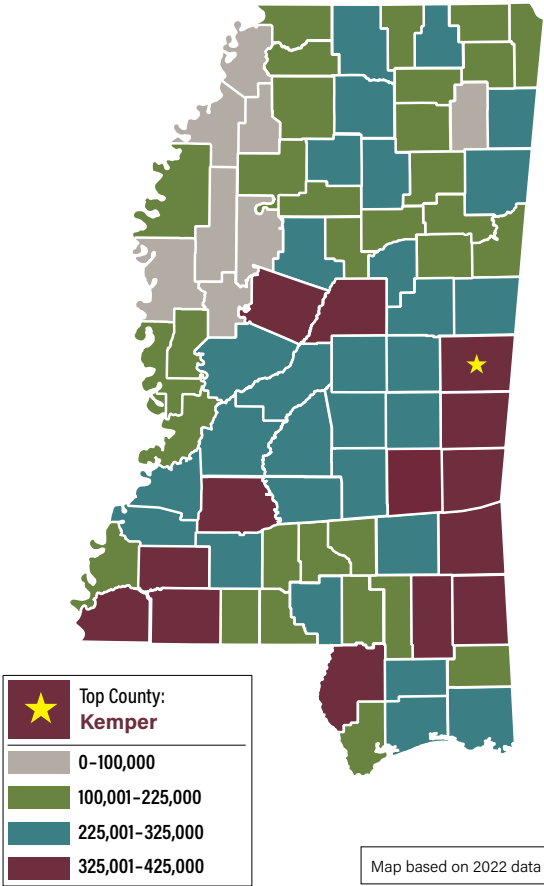 Top County:
Kemper
0–100,000
100,001–225,000
225,001–325,000
325,001–425,000
Map based on 2022 data